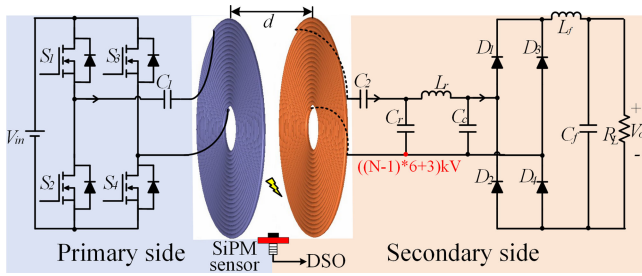 d
S1
S3
C1
C2
Lr
D1
D3
Lf
Vin
Cr
Cc
Cf
RL
+
Vo
-
((N-1)*6+3)kV
S2
S4
D2
D4
Primary side
SiPM
sensor
DSO
Secondary side